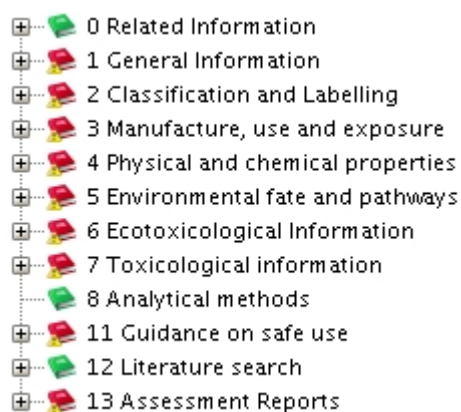 0 Related Information
1 General Information
2 Classification and Labelling
3 Manufacture, use and exposure
4 Physical and chemical properties
5 Environmental fate and pathways
6 Ecotoxicological Information
7 Toxicological information
8 Analytical methods
11 Guidance on safe use
12 Literature search
13 Assessment Reports